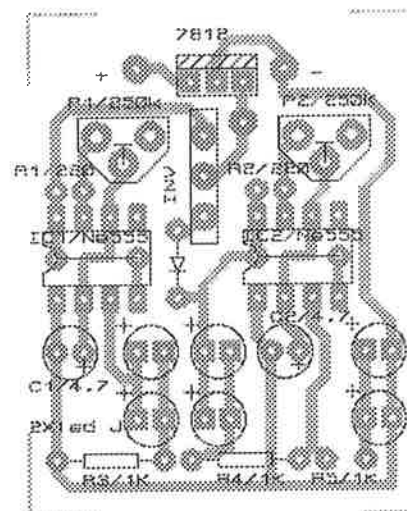 7812
+ -
P1/250k P2/250k
R1/220 INV R2/220
IC1/NE555 IC2/NE555
C2/4.7
C1/4.7
2xled J
R3/1K R4/1K R5/1K